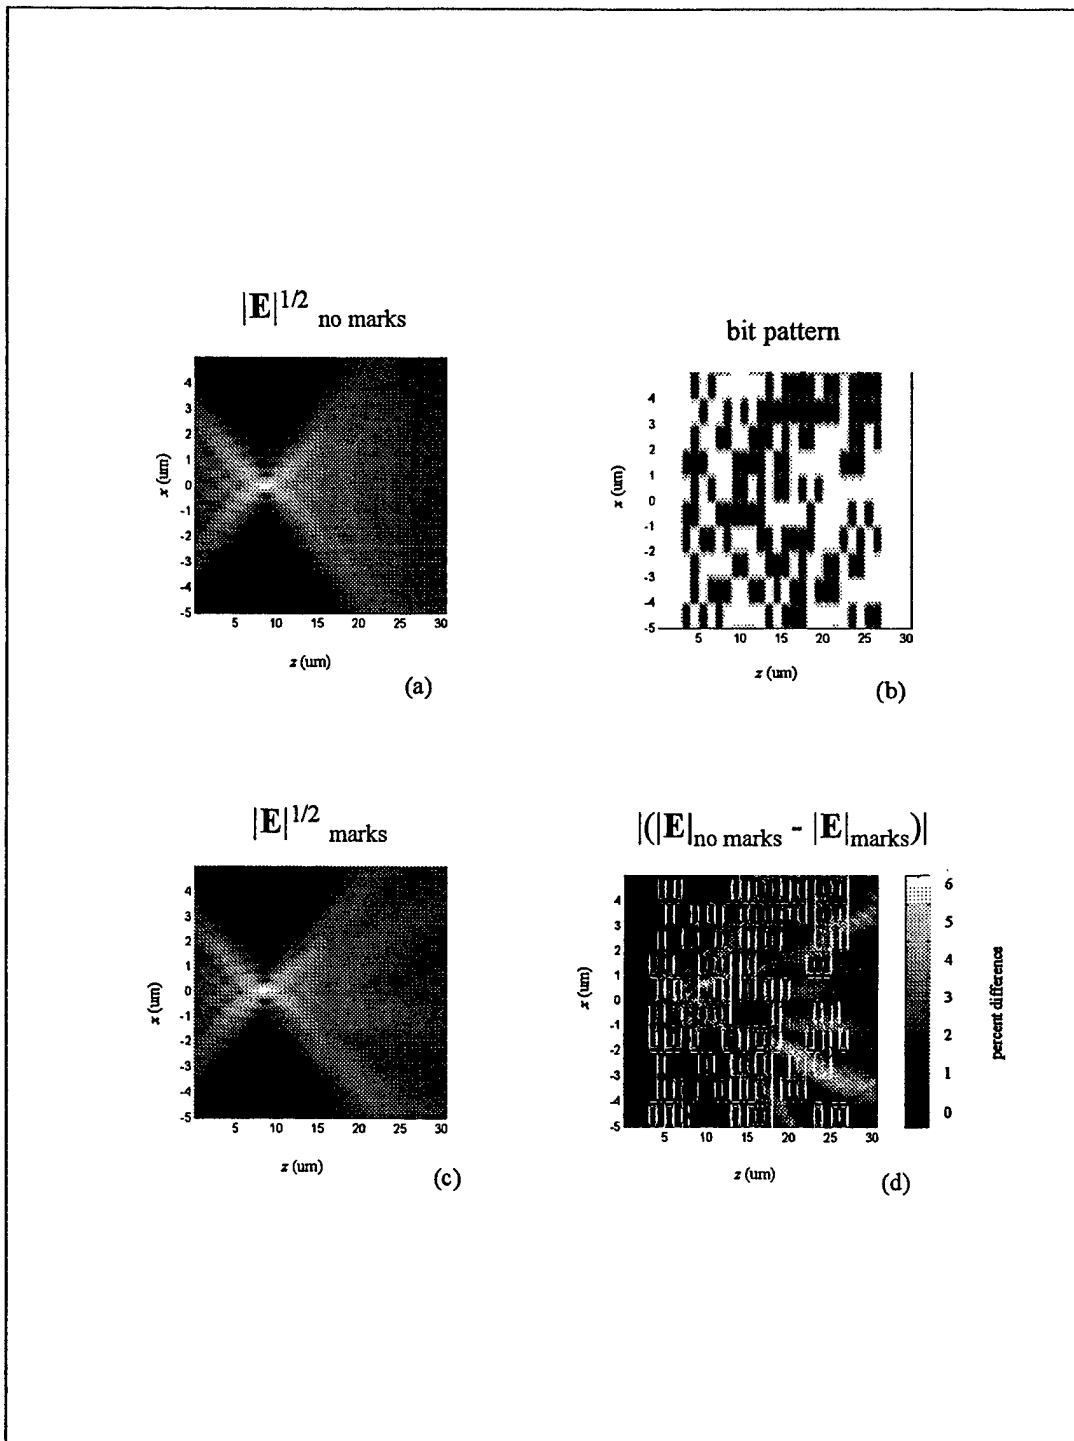 |E|1/2 no marks
4
3
2
1
0
-1
-2
-3
-4
-5
x (um)
5 10 15 20 25 30
z (um)
(a)
bit pattern
4
3
2
1
0
-1
-2
-3
-4
-5
x (um)
5 10 15 20 25 30
z (um)
(b)
|E|1/2 marks
4
3
2
1
0
-1
-2
-3
-4
-5
x (um)
5 10 15 20 25 30
z (um)
(c)
|(|E|no marks - |E|marks)|
4
3
2
1
0
-1
-2
-3
-4
-5
x (um)
5 10 15 20 25 30
z (um)
6
5
4
3
2
1
0
percent difference
(d)